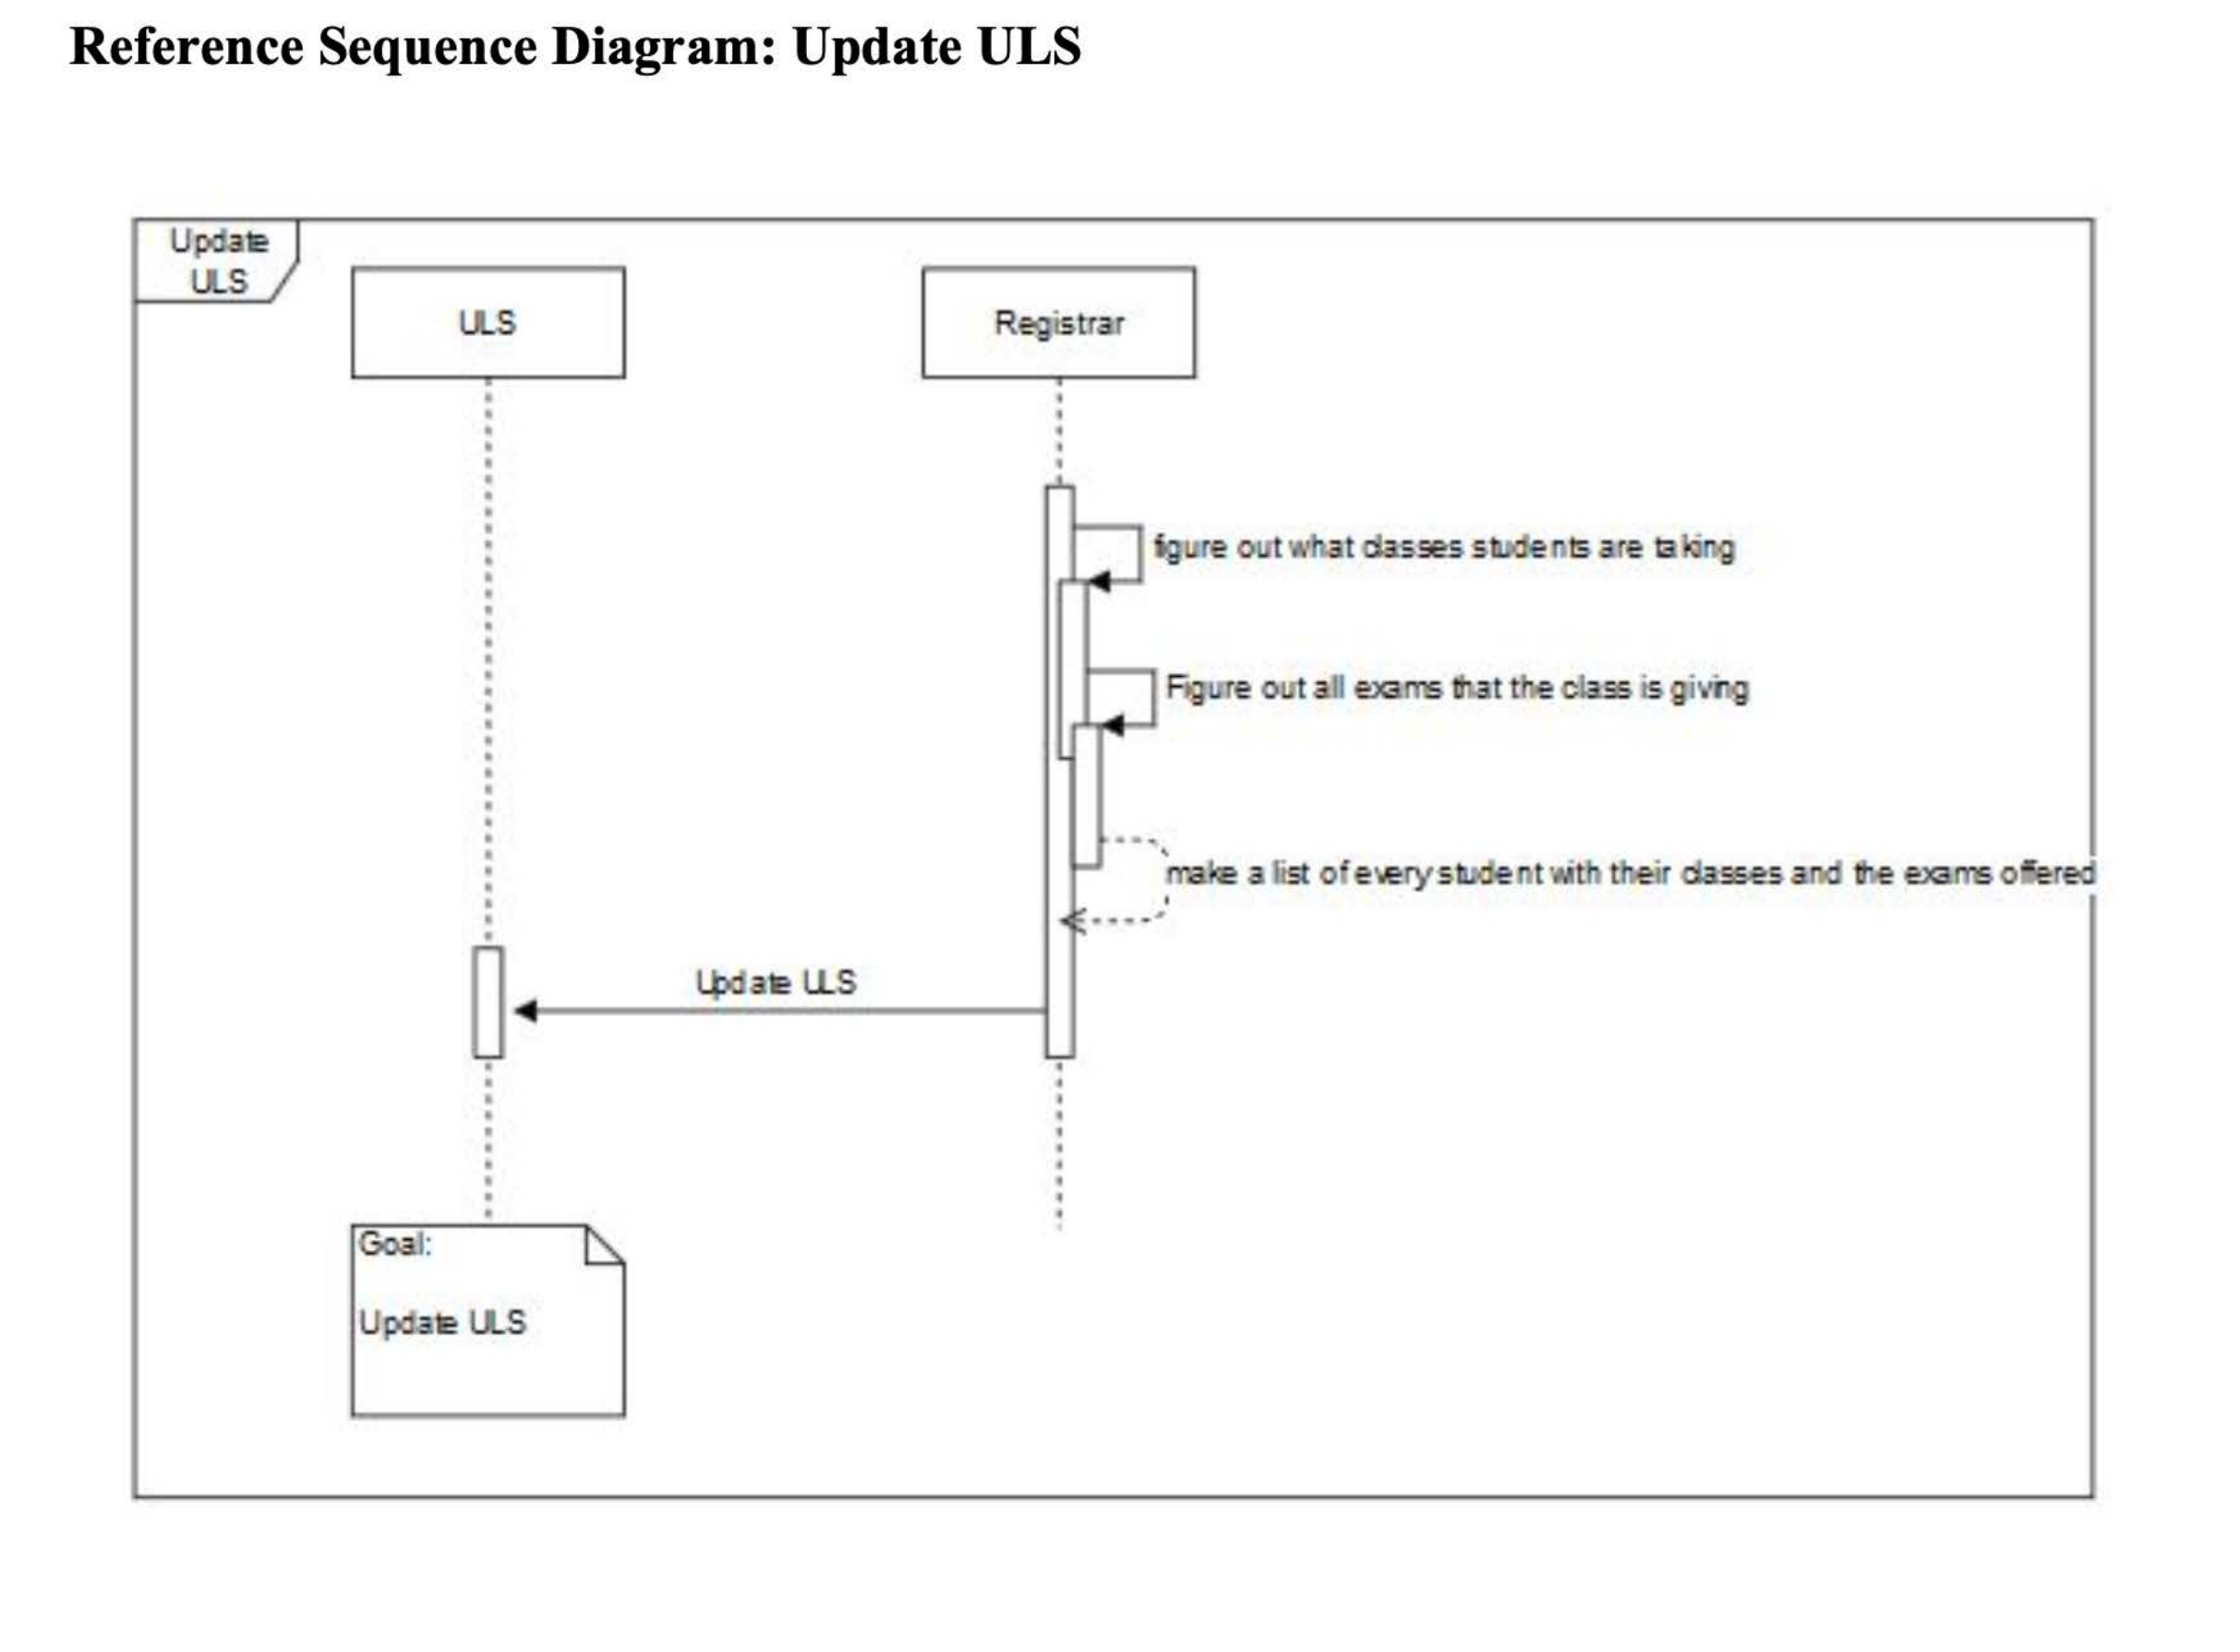 Reference Sequence Diagram: Update ULS
Update
ULS
ULS
Registrar
figure out what classes students are taking
Figure out all exams that the class is giving
make a list of every student with their classes and the exams offered
Update ULS
Goal:
Update ULS